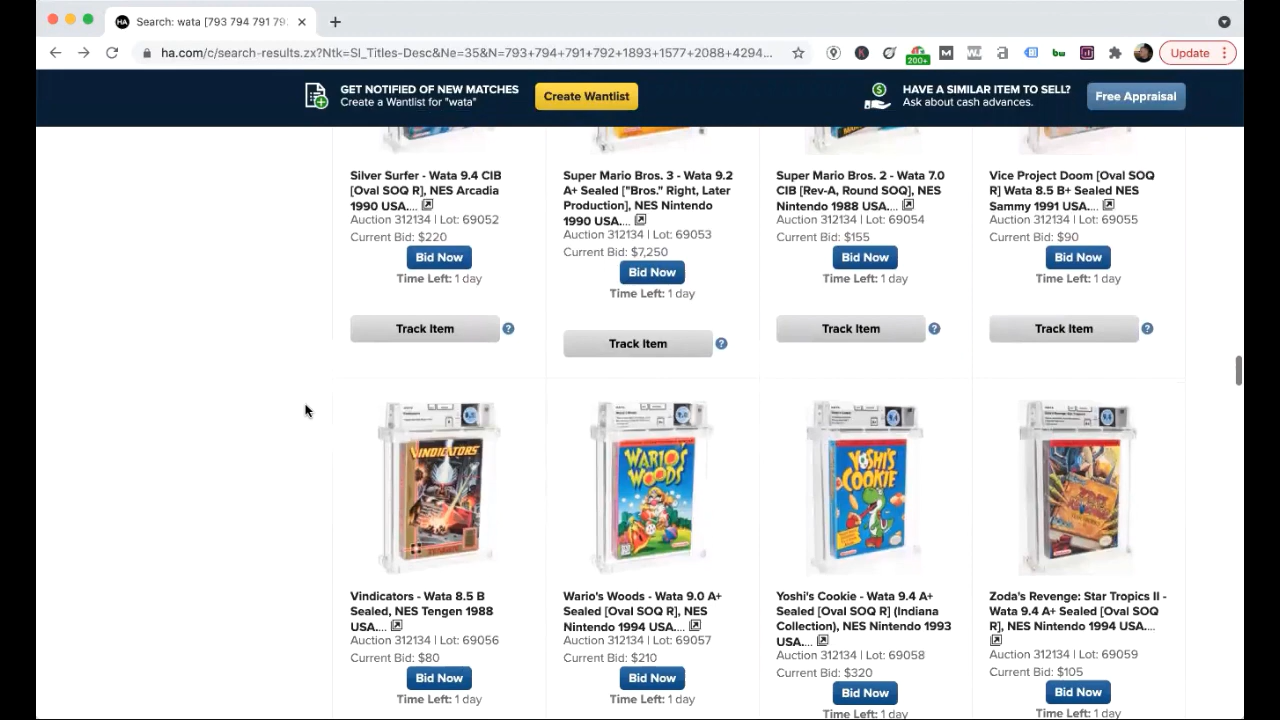 Search: wata [793 794 791 79
ha.com/c/search-results.zx?Ntk=SI_Titles-Desc&Ne=35&N=793+794+791+792+1893+1577+2088+4294...
200+
Update
GET NOTIFIED OF NEW MATCHES
Create a Wantlist for "wata"
Create Wantlist
HAVE A SIMILAR ITEM TO SELL?
Ask about cash advances.
Free Appraisal
Silver Surfer - Wata 9.4 CIB
[Oval SOQ R], NES Arcadia
1990 USA....
Auction 312134 | Lot: 69052
Current Bid: $220
Bid Now
Time Left: 1 day
Track Item
Super Mario Bros. 3 - Wata 9.2
A+ Sealed ["Bros." Right, Later
Production], NES Nintendo
1990 USA....
Auction 312134 | Lot: 69053
Current Bid: $7,250
Bid Now
Time Left: 1 day
Track Item
Super Mario Bros. 2 - Wata 7.0
CIB [Rev-A, Round SOQ], NES
Nintendo 1988 USA....
Auction 312134 | Lot: 69054
Current Bid: $155
Bid Now
Time Left: 1 day
Track Item
Vice Project Doom [Oval SOQ
R] Wata 8.5 B+ Sealed NES
Sammy 1991 USA....
Auction 312134 | Lot: 69055
Current Bid: $90
Bid Now
Time Left: 1 day
Track Item
VINDICATORS
Vindicators - Wata 8.5 B
Sealed, NES Tengen 1988
USA....
Auction 312134 | Lot: 69056
Current Bid: $80
Bid Now
Time Left: 1 day
WARIO'S
WOODS
Wario's Woods - Wata 9.0 A+
Sealed [Oval SOQ R], NES
Nintendo 1994 USA....
Auction 312134 | Lot: 69057
Current Bid: $210
Bid Now
Time Left: 1 day
YOSHI'S
COOKIE
Yoshi's Cookie - Wata 9.4 A+
Sealed [Oval SOQ R] (Indiana
Collection), NES Nintendo 1993
USA....
Auction 312134 | Lot: 69058
Current Bid: $320
Bid Now
Time Left: 1 day
Zoda's Revenge: Star Tropics II -
Wata 9.4 A+ Sealed [Oval SOQ
R], NES Nintendo 1994 USA....
Auction 312134 | Lot: 69059
Current Bid: $105
Bid Now
Time Left: 1 day